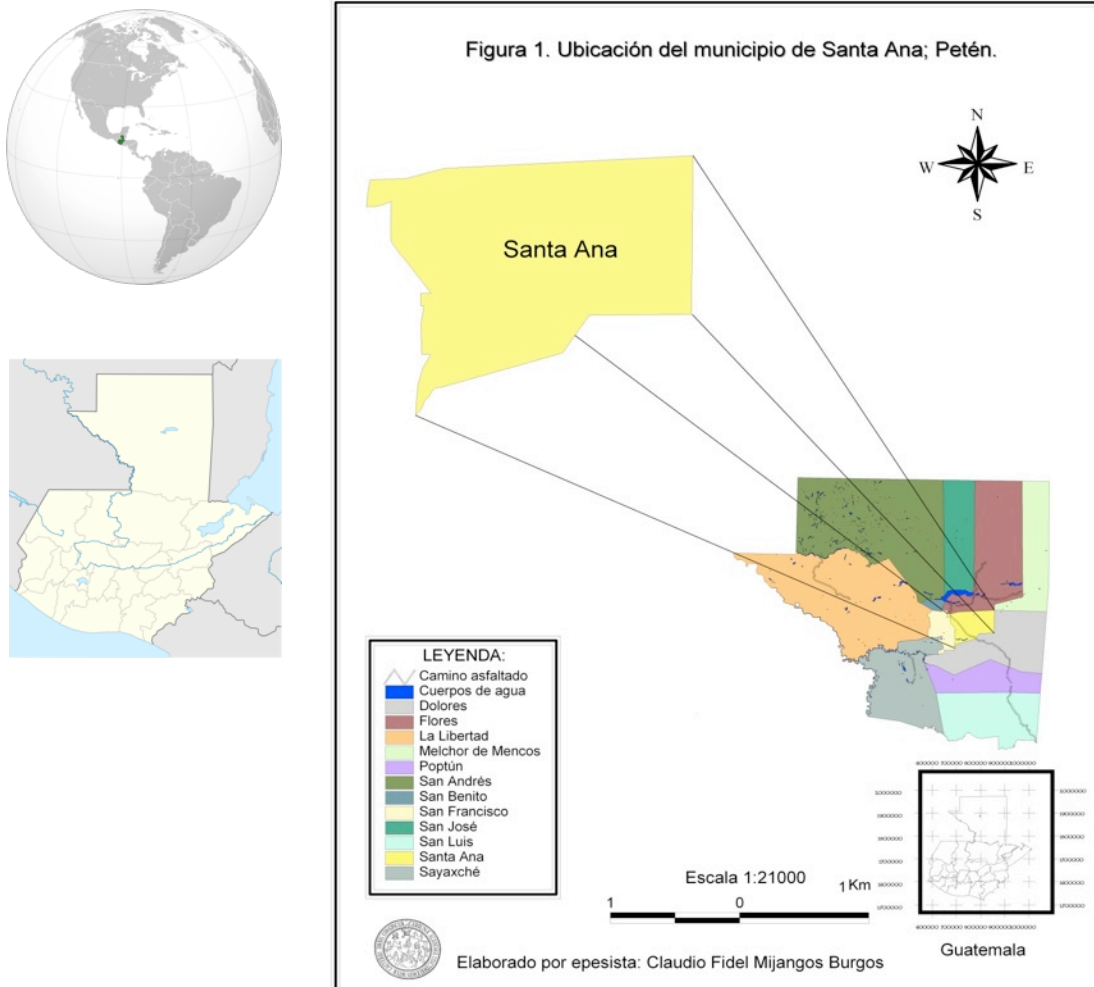 Figura 1. Ubicación del municipio de Santa Ana; Petén.
N
W E
S
Santa Ana
LEYENDA:
Camino asfaltado
Cuerpos de agua
Dolores
Flores
La Libertad
Melchor de Mencos
Poptún
San Andrés
San Benito
San Francisco
San José
San Luis
Santa Ana
Sayaxché
Escala 1:21000
1 0 1 Km
Guatemala
Elaborado por epesista: Claudio Fidel Mijangos Burgos